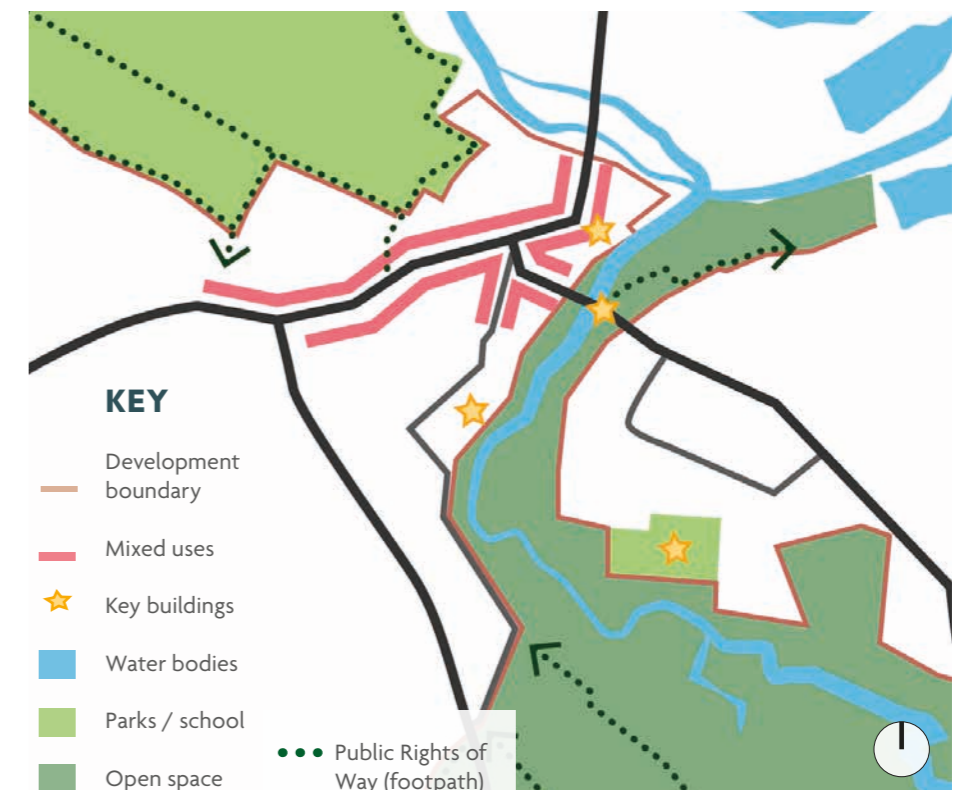 KEY
Development
boundary
Mixed uses
Key buildings
Water bodies
Parks / school
Open space
Public Rights of
Way (footpath)